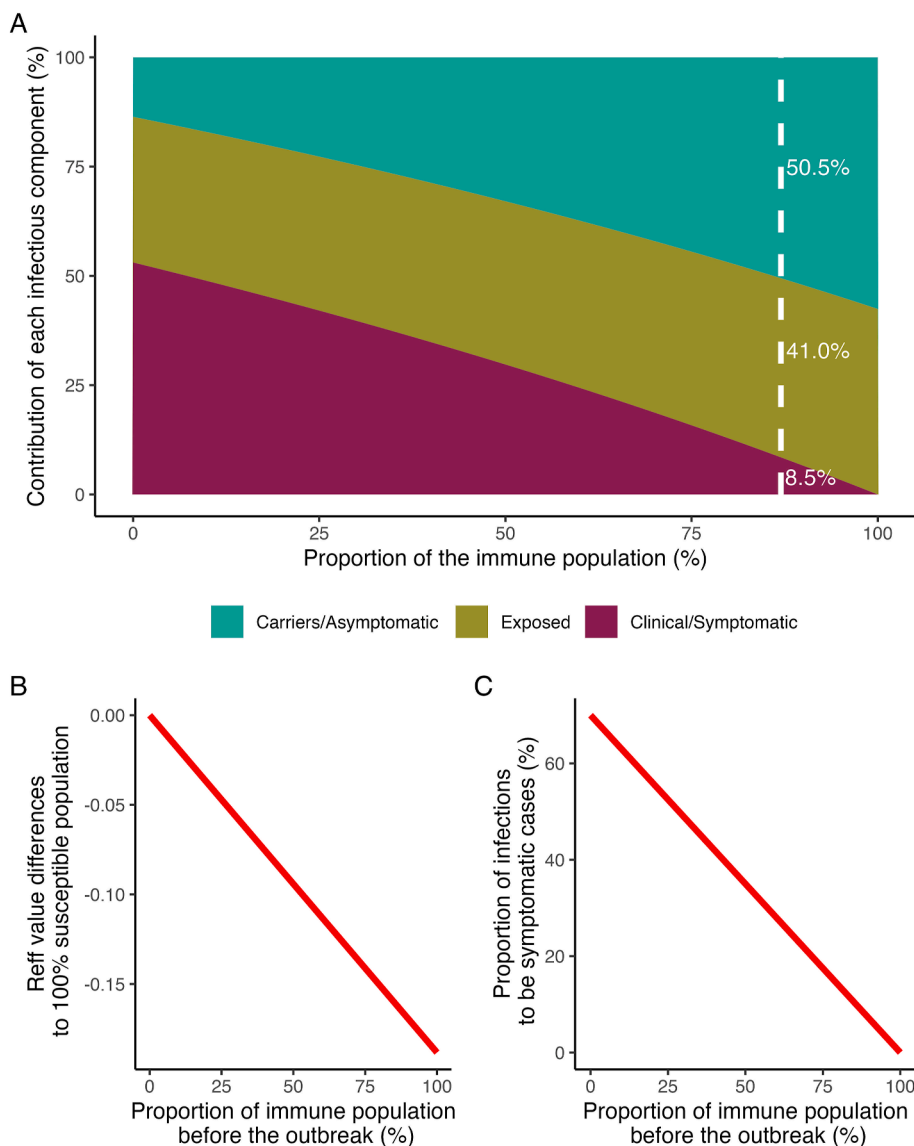 A
Contribution of each infectious component (%)
100
75
50
25
0
50.5%
41.0%
8.5%
0 25 50 75 100
Proportion of the immune population (%)
Carriers/Asymptomatic Exposed Clinical/Symptomatic
B
Reff value differences
to 100% susceptible population
0.00
-0.05
-0.10
-0.15
0 25 50 75 100
Proportion of immune population
before the outbreak (%)
C
Proportion of infections
to be symptomatic cases (%)
60
40
20
0
0 25 50 75 100
Proportion of immune population
before the outbreak (%)